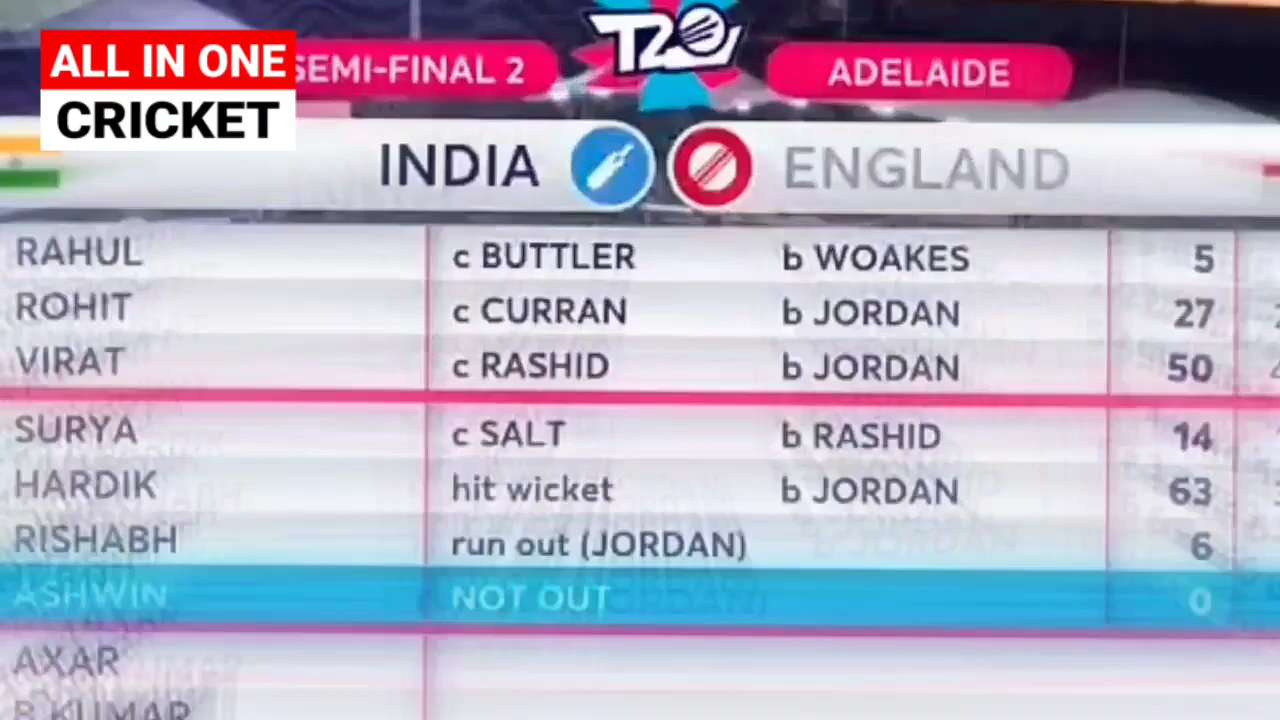 ALL IN ONE
CRICKET
T20
SEMI-FINAL 2 ADELAIDE
INDIA ENGLAND
RAHUL c BUTTLER b WOAKES 5
ROHIT c CURRAN b JORDAN 27
VIRAT c RASHID b JORDAN 50
SURYA c SALT b RASHID 14
HARDIK hit wicket b JORDAN 63
RISHABH run out (JORDAN) 6
ASHWIN NOT OUT 0
AXAR
B KUMAR